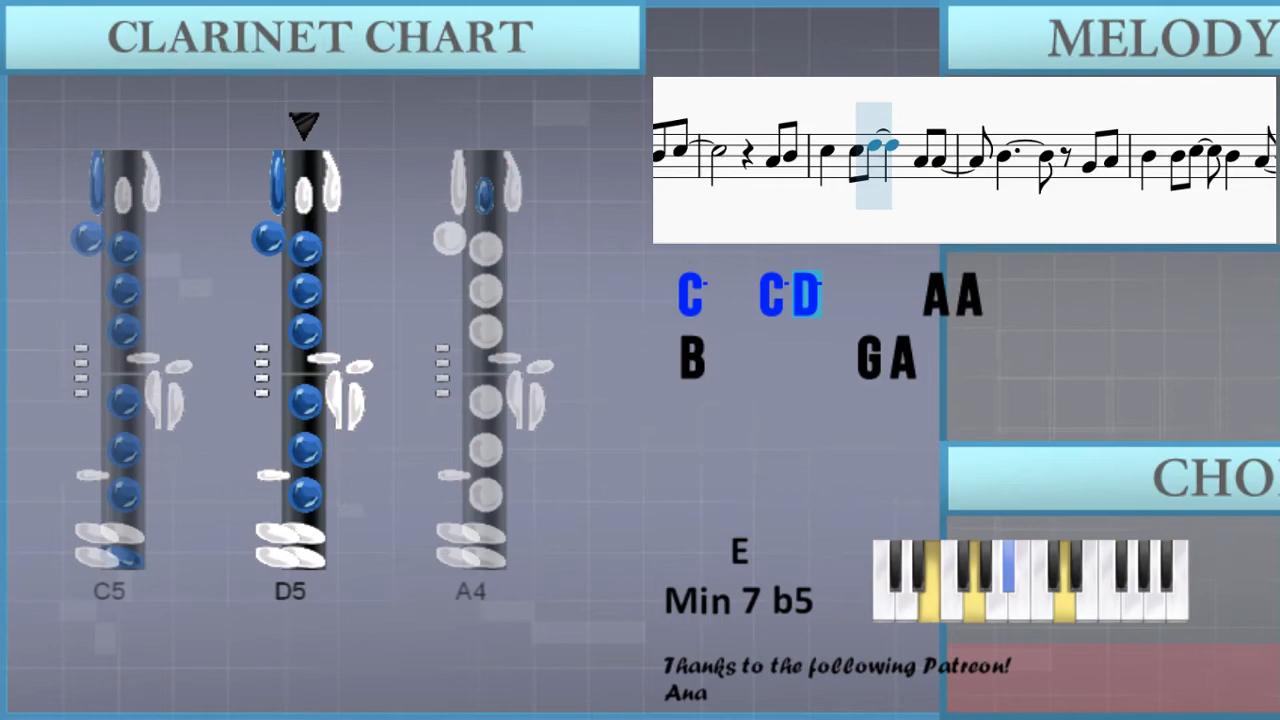 CLARINET CHART
MELODY
C- C-D- A A
B G A
C5 D5 A4
CHO
E
Min 7 b5
Thanks to the following Patreon!
Ana